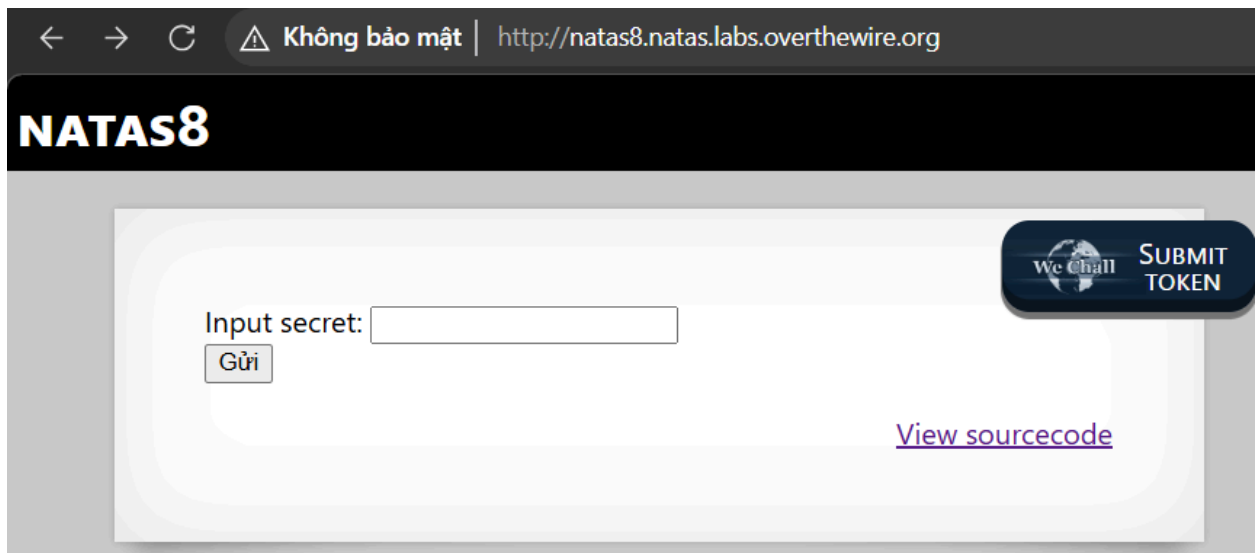 Không bảo mật | http://natas8.natas.labs.overthewire.org
NATAS8
We Chall SUBMIT
TOKEN
Input secret:
Gửi
View sourcecode